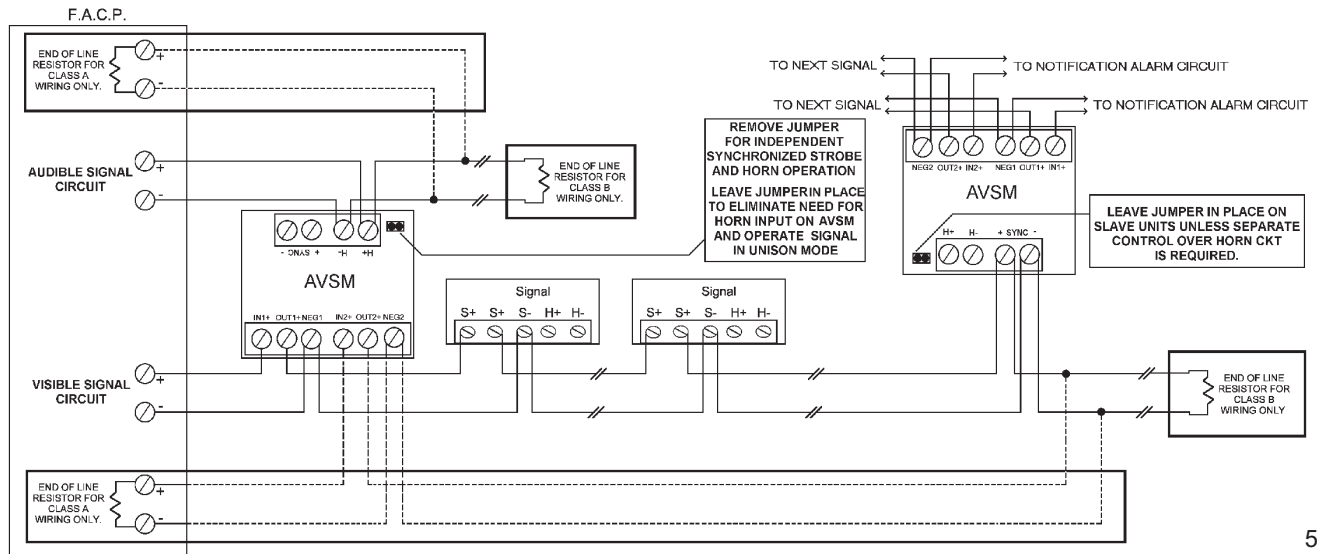 F.A.C.P.
END OF LINE
RESISTOR FOR
CLASS A
WIRING ONLY.
+
-
AUDIBLE SIGNAL
CIRCUIT
+
-
END OF LINE
RESISTOR FOR
CLASS B
WIRING ONLY.
- SYNC + H- H+
AVSM
IN1+ OUT1+ NEG1 IN2+ OUT2+ NEG2
REMOVE JUMPER
FOR INDEPENDENT
SYNCHRONIZED STROBE
AND HORN OPERATION
LEAVE JUMPER IN PLACE
TO ELIMINATE NEED FOR
HORN INPUT ON AVSM
AND OPERATE SIGNAL
IN UNISON MODE
TO NEXT SIGNAL
TO NOTIFICATION ALARM CIRCUIT
TO NEXT SIGNAL
TO NOTIFICATION ALARM CIRCUIT
NEG2 OUT2+ IN2+ NEG1 OUT1+ IN1+
AVSM
H+ H- + SYNC -
LEAVE JUMPER IN PLACE ON
SLAVE UNITS UNLESS SEPARATE
CONTROL OVER HORN CKT
IS REQUIRED.
Signal
S+ S+ S- H+ H-
Signal
S+ S+ S- H+ H-
VISIBLE SIGNAL
CIRCUIT
+
-
END OF LINE
RESISTOR FOR
CLASS B
WIRING ONLY
END OF LINE
RESISTOR FOR
CLASS A
WIRING ONLY.
+
-
5